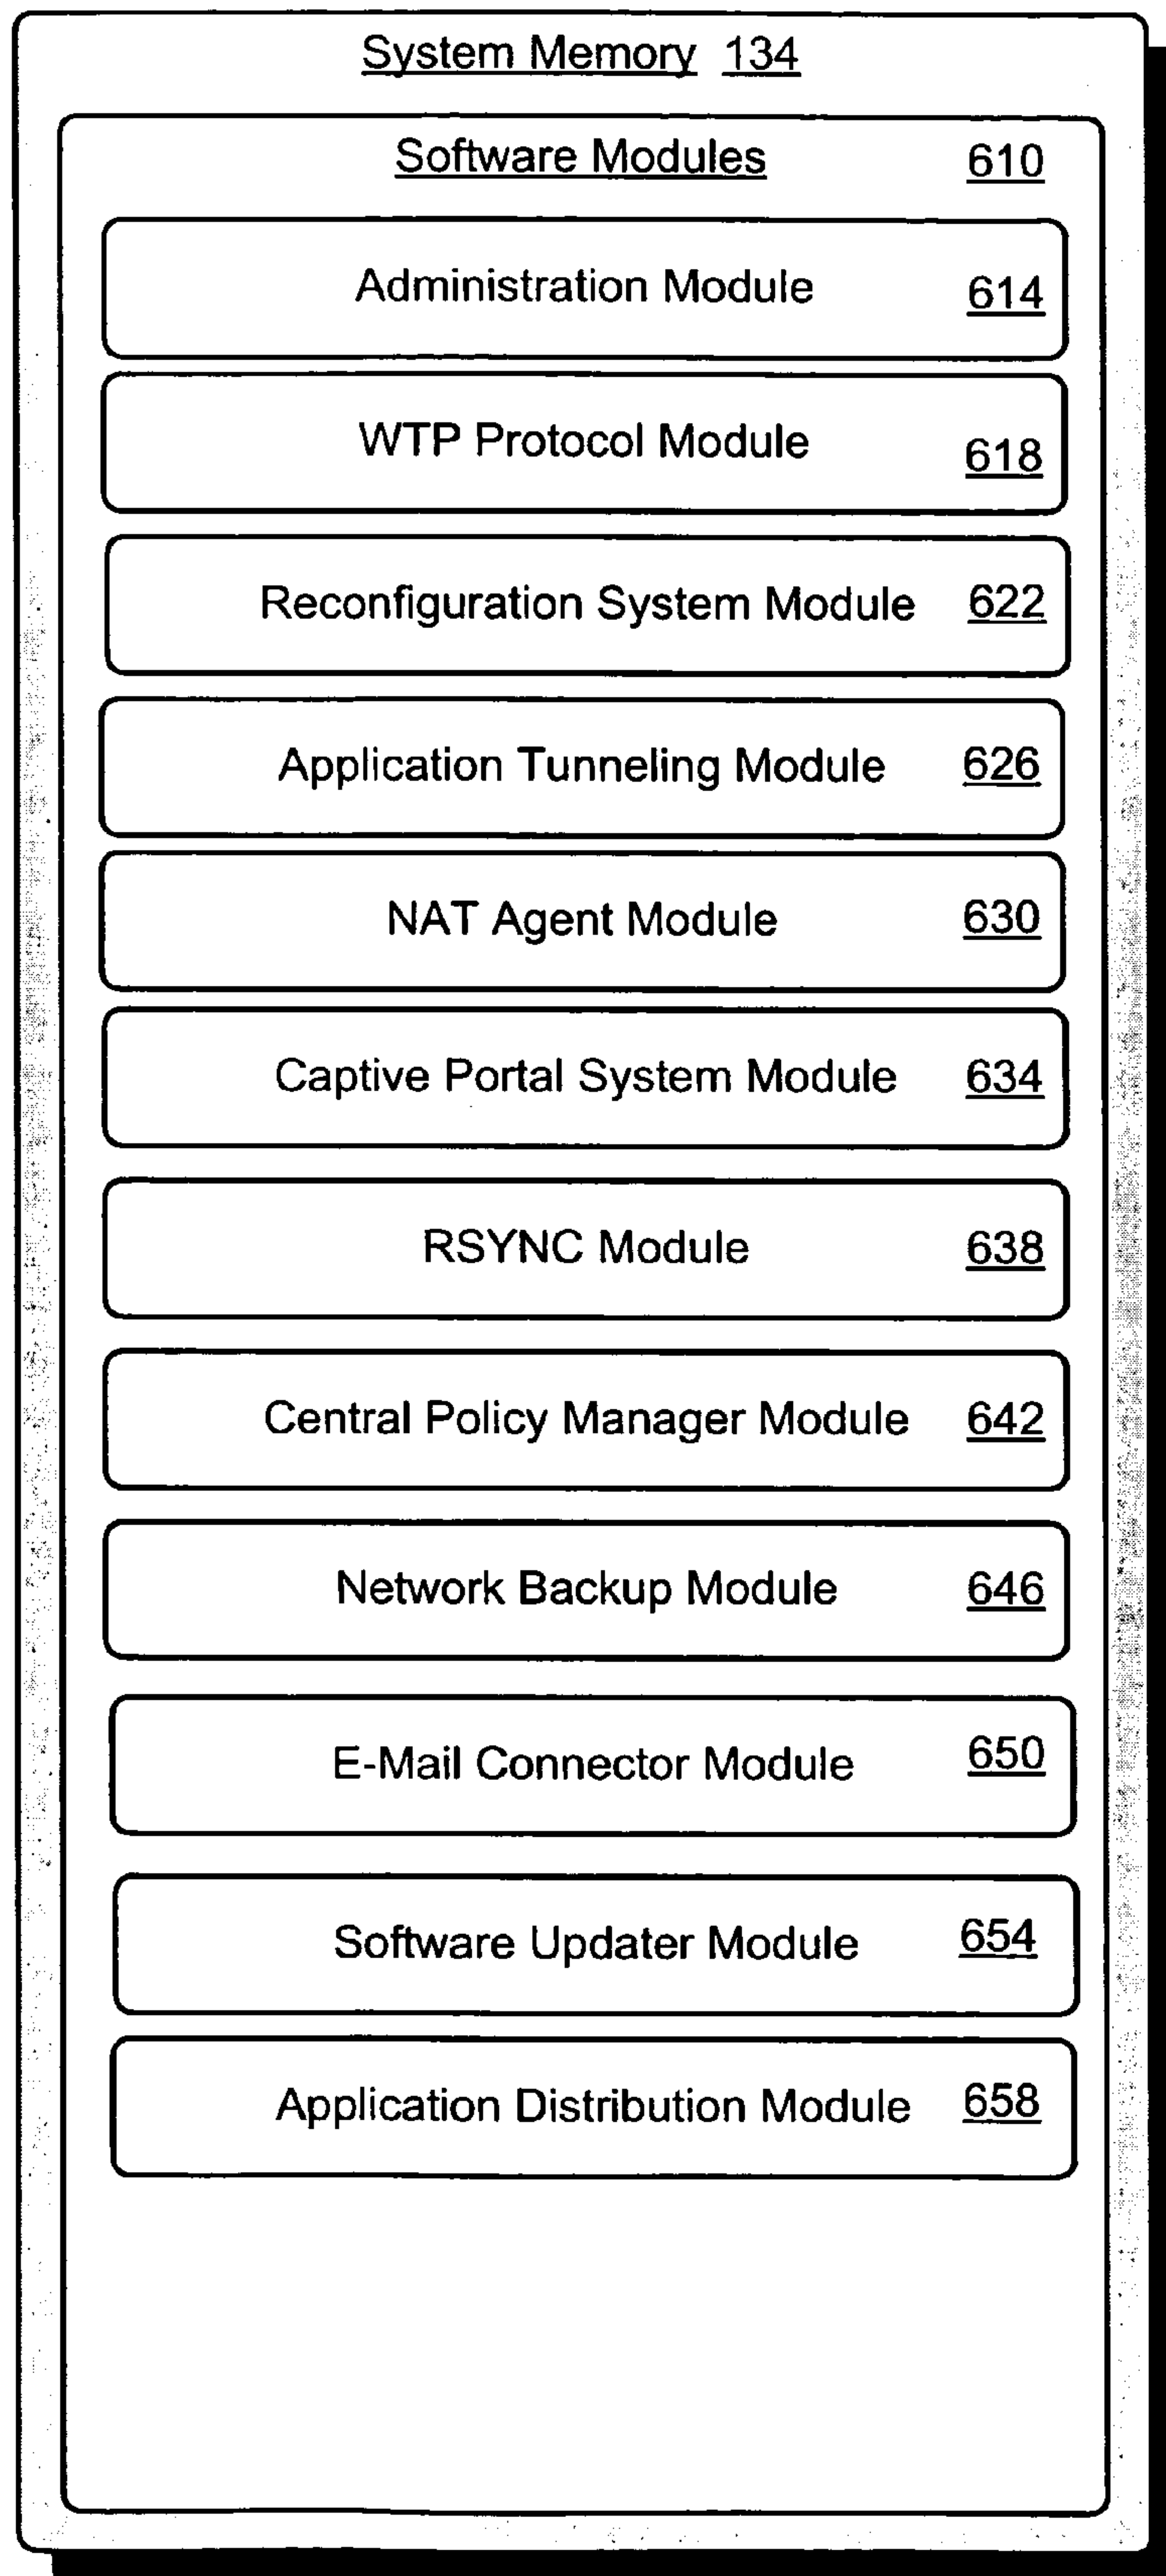 System Memory 134
Software Modules 610
Administration Module 614
WTP Protocol Module 618
Reconfiguration System Module 622
Application Tunneling Module 626
NAT Agent Module 630
Captive Portal System Module 634
RSYNC Module 638
Central Policy Manager Module 642
Network Backup Module 646
E-Mail Connector Module 650
Software Updater Module 654
Application Distribution Module 658